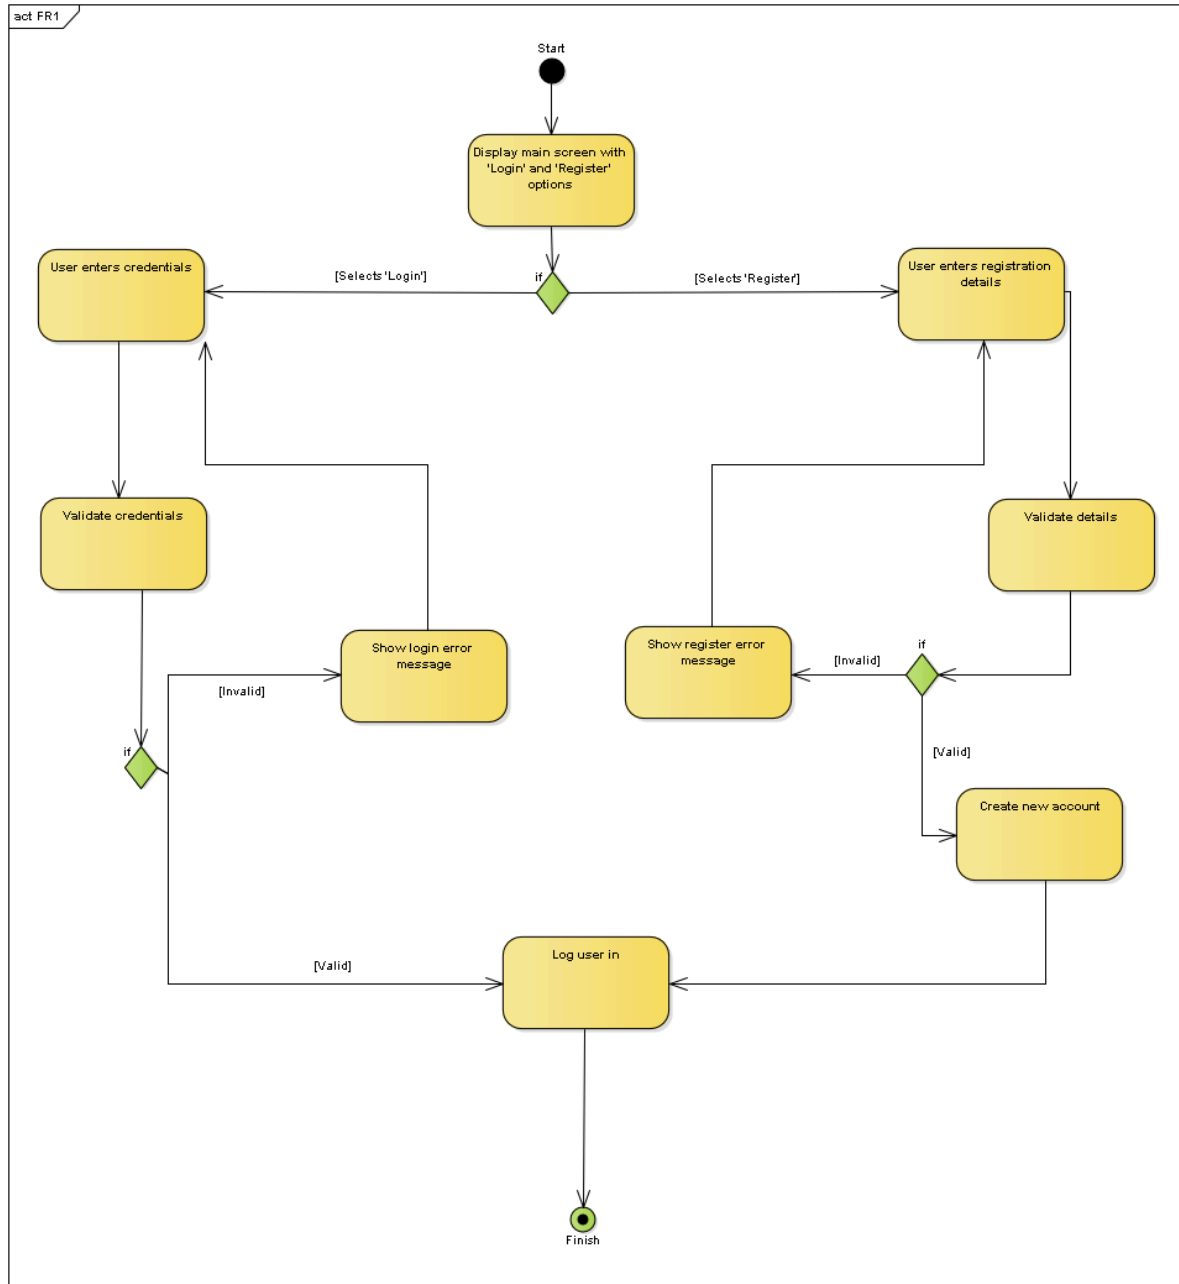 act FR1
Start
Display main screen with
'Login' and 'Register'
options
if
[Selects 'Login']
[Selects 'Register']
User enters credentials
User enters registration
details
Validate credentials
Validate details
Show login error
message
Show register error
message
[Invalid]
if
[Invalid]
[Valid]
if
Create new account
Log user in
[Valid]
Finish